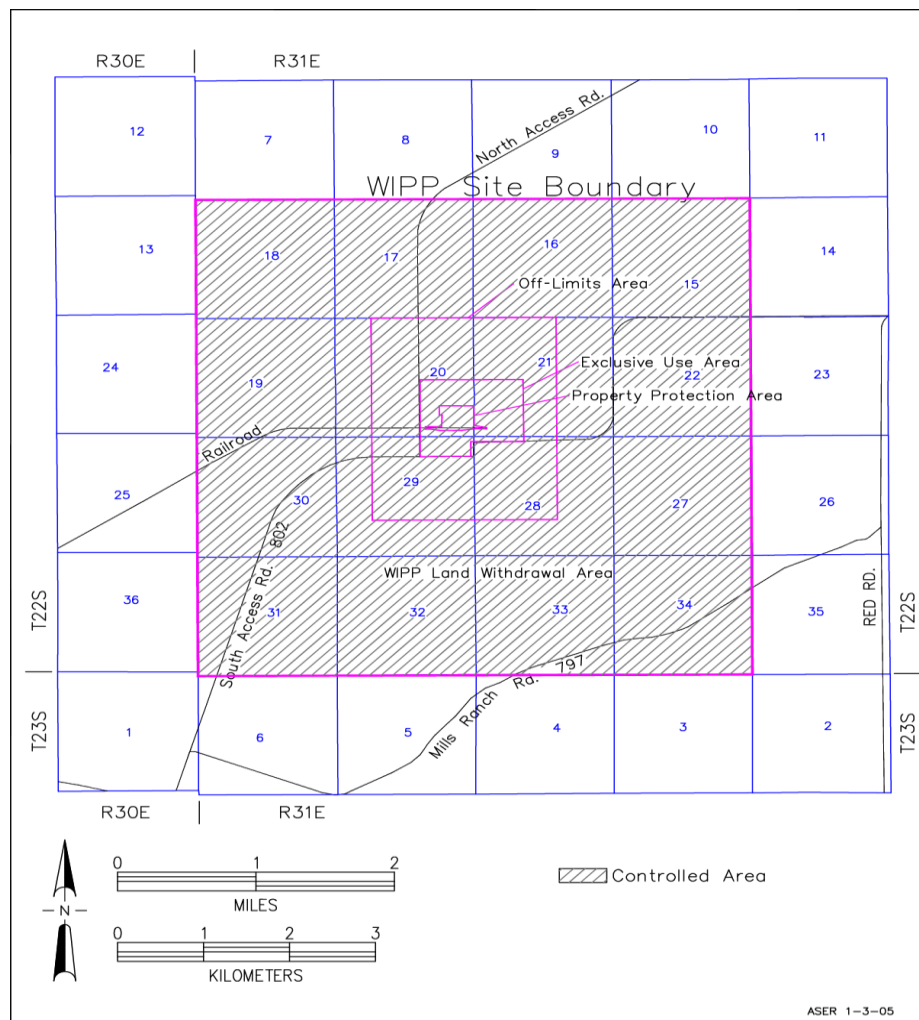 R30E
R31E
12
7
8
North Access Rd.
9
10
11
WIPP Site Boundary
13
18
17
16
15
14
Off-Limits Area
24
19
20
21
Exclusive Use Area
22
23
Property Protection Area
Railroad
25
30
29
28
27
26
South Access Rd. 802
WIPP Land Withdrawal Area
36
31
32
33
34
35
RED RD.
T22S
T22S
T23S
T23S
1
6
5
Mills Ranch Rd. 797
4
3
2
R30E
R31E
0 1 2
MILES
N
0 1 2 3
KILOMETERS
Controlled Area
ASER 1-3-05